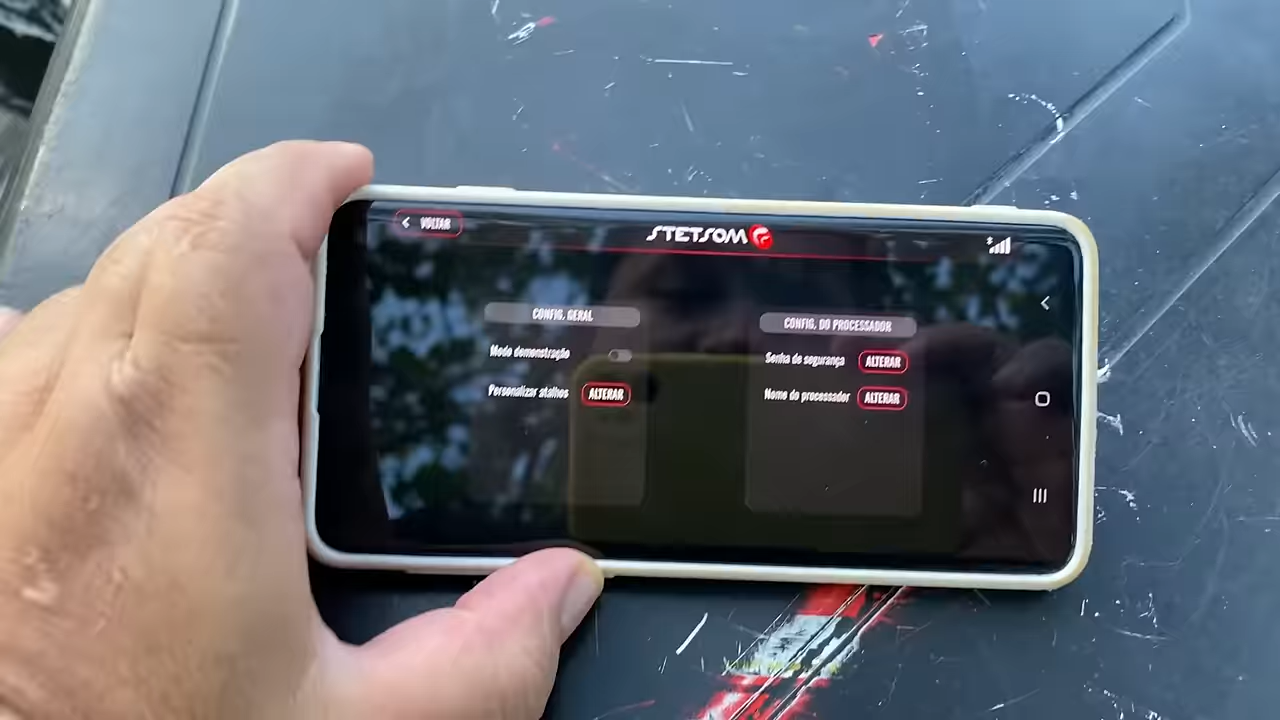 VOLTAR
STETSOM
CONFIG. GERAL
Modo demonstração
Personalizar atalhos ALTERAR
CONFIG. DO PROCESSADOR
Senha de segurança ALTERAR
Nome do processador ALTERAR